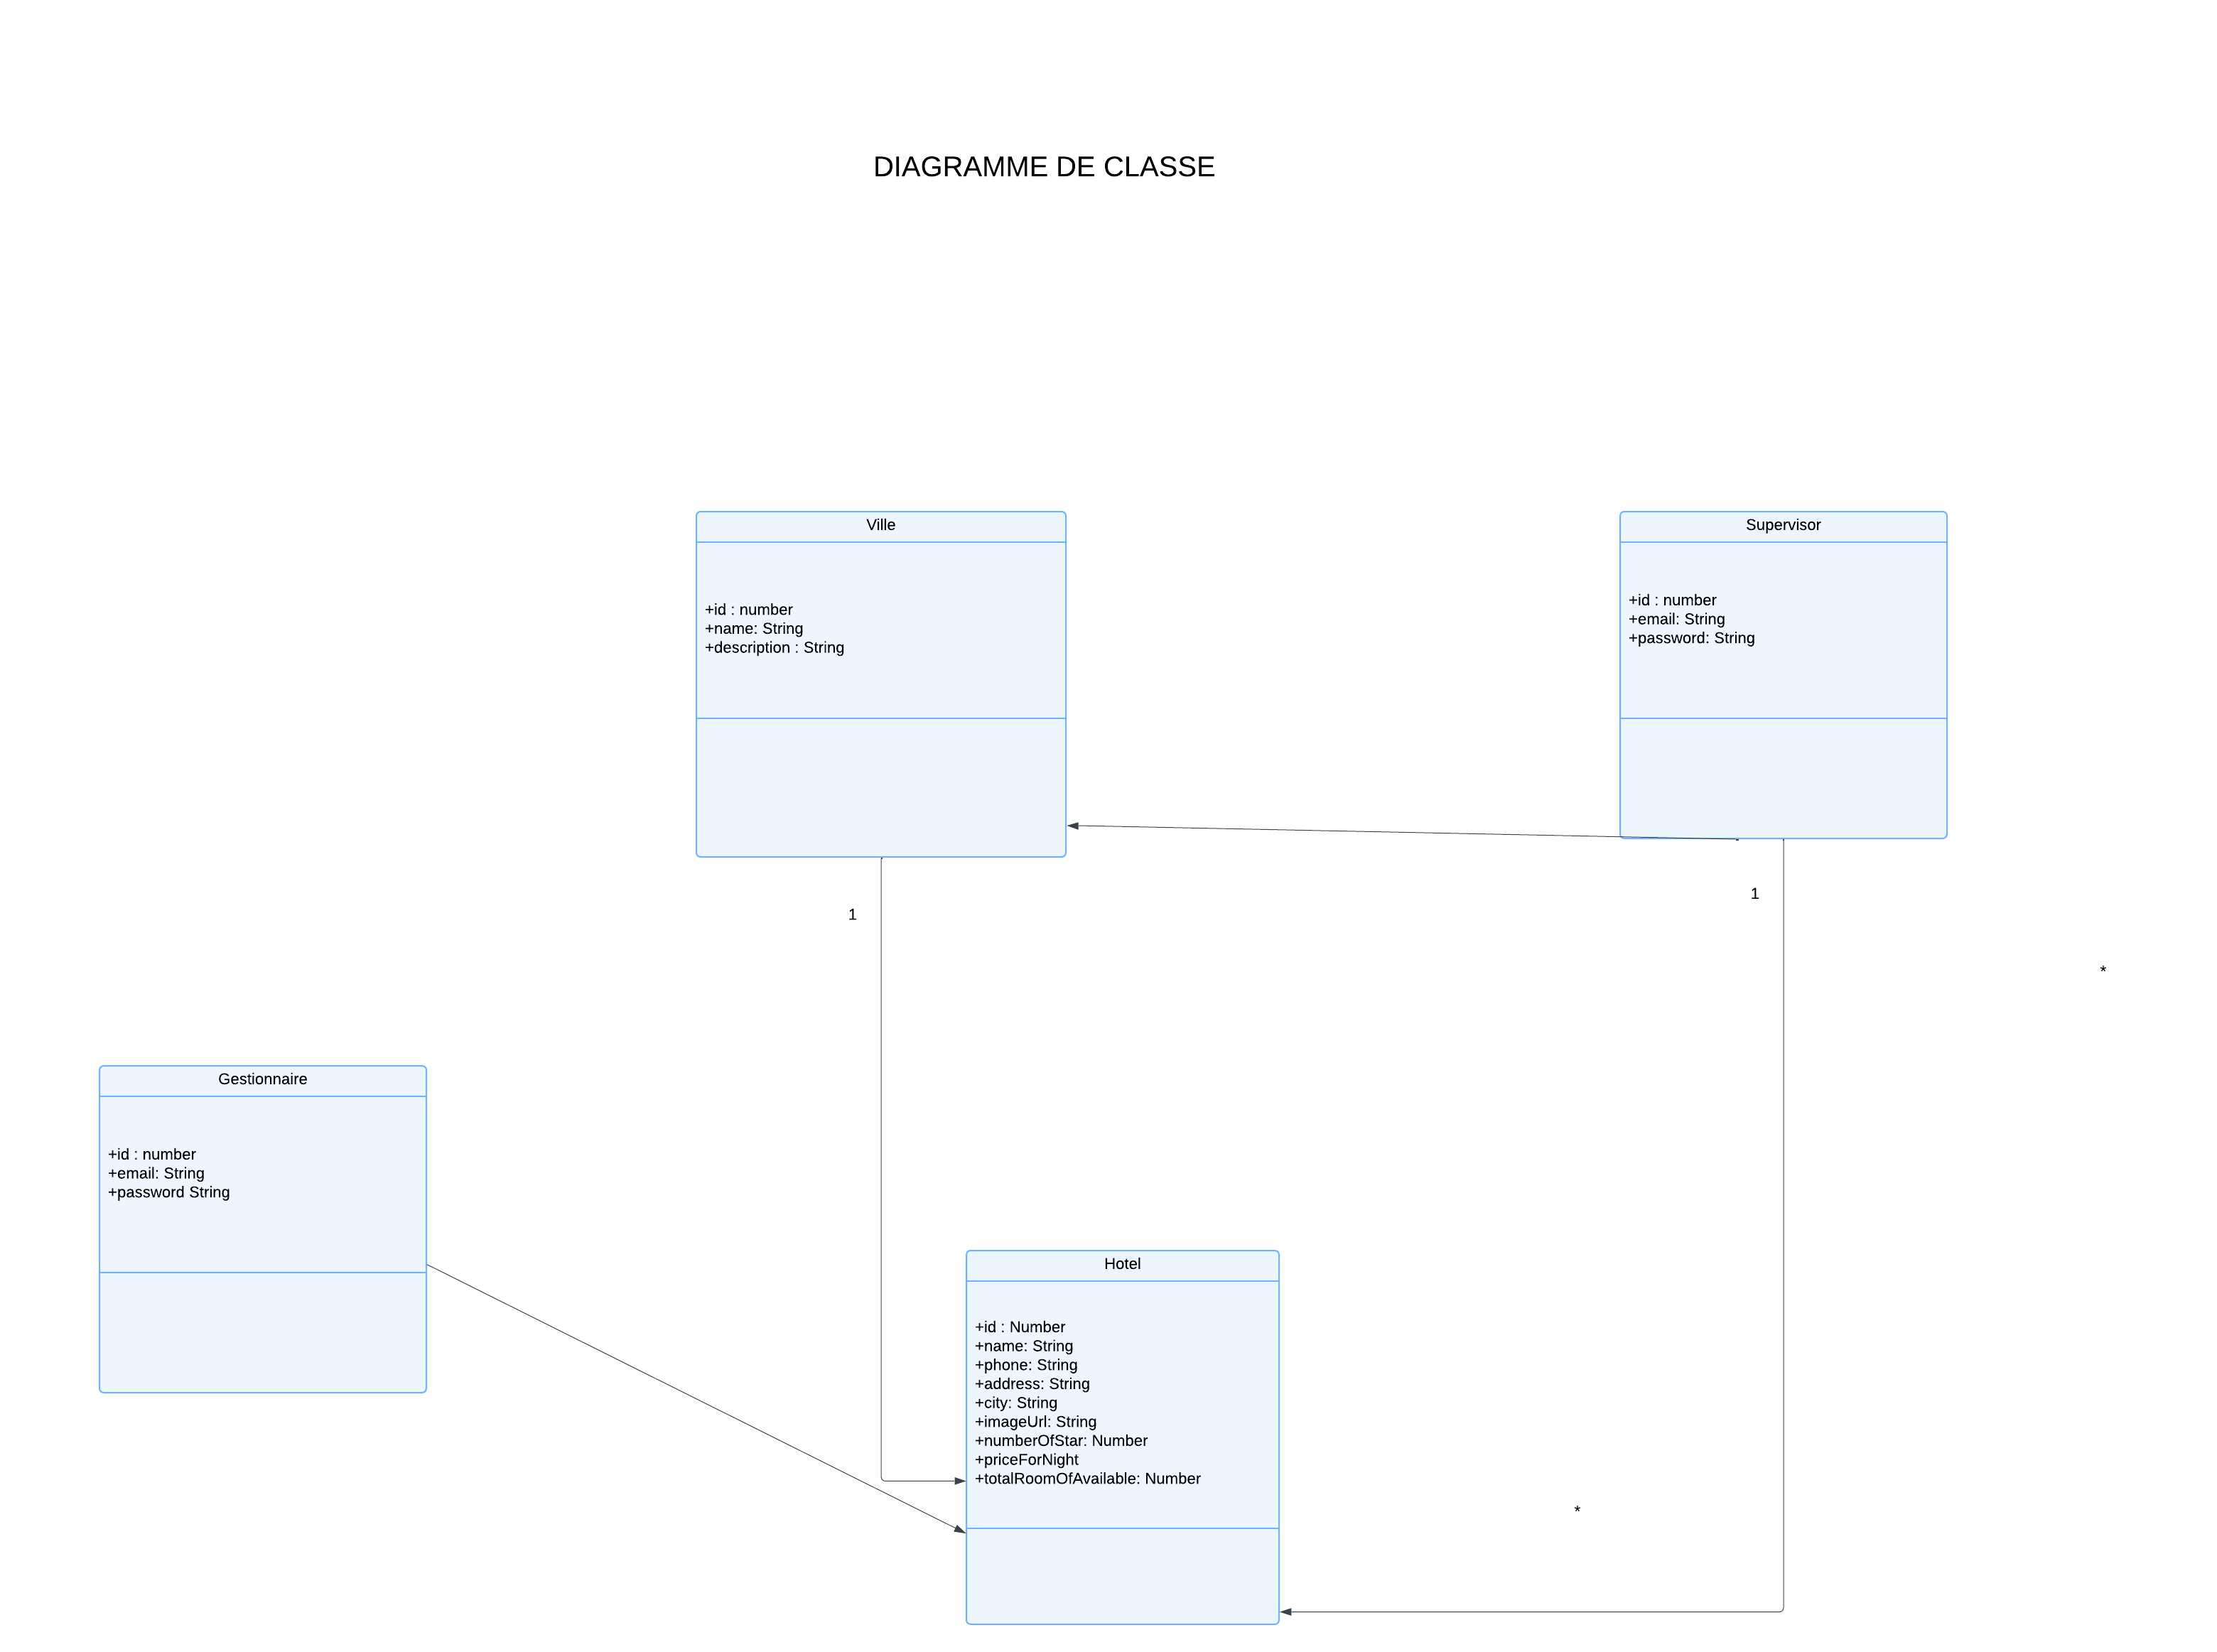 DIAGRAMME DE CLASSE
Ville
+id : number
+name: String
+description : String
Supervisor
+id : number
+email: String
+password: String
1
1
*
Gestionnaire
+id : number
+email: String
+password String
Hotel
+id : Number
+name: String
+phone: String
+address: String
+city: String
+imageUrl: String
+numberOfStar: Number
+priceForNight
+totalRoomOfAvailable: Number
*